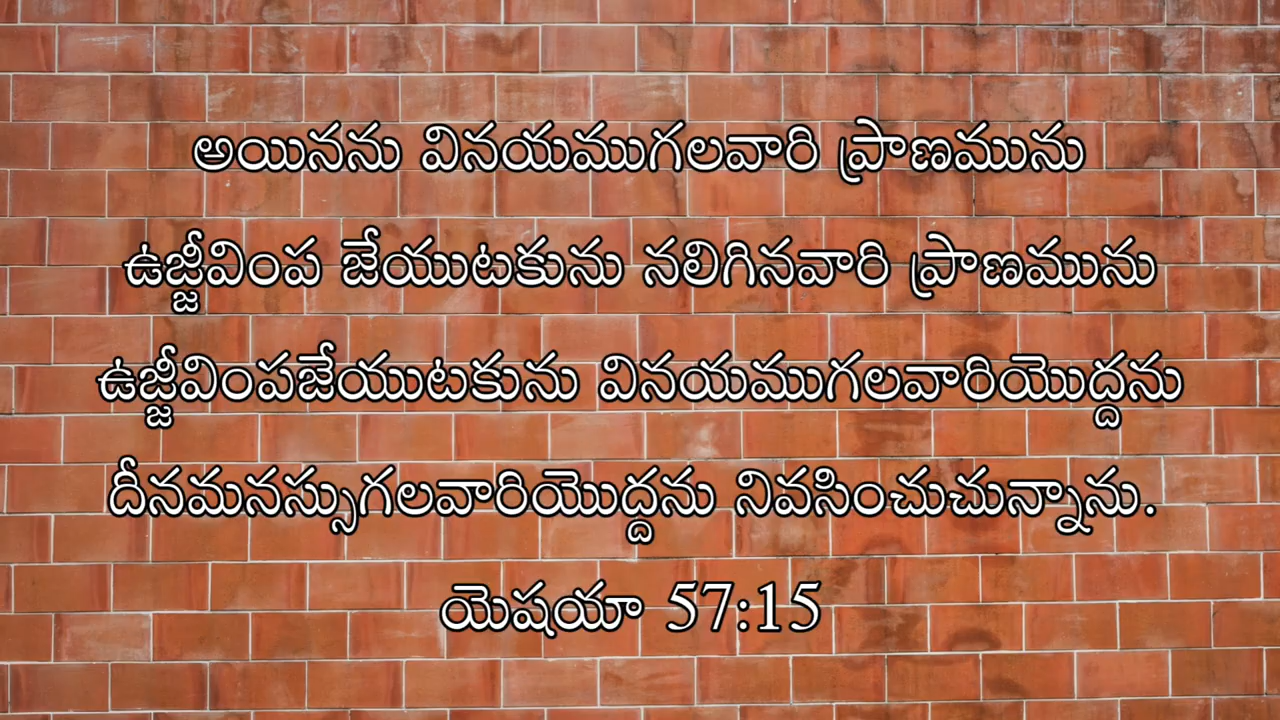 అయినను వినయముగలవారి ప్రాణమును
ఉజ్జీవింప జేయుటకును నలిగినవారి ప్రాణమును
ఉజ్జీవింపజేయుటకును వినయముగలవారియొద్దను
దీనమనస్సుగలవారియొద్దను నివసించుచున్నాను.
యెషయా 57:15